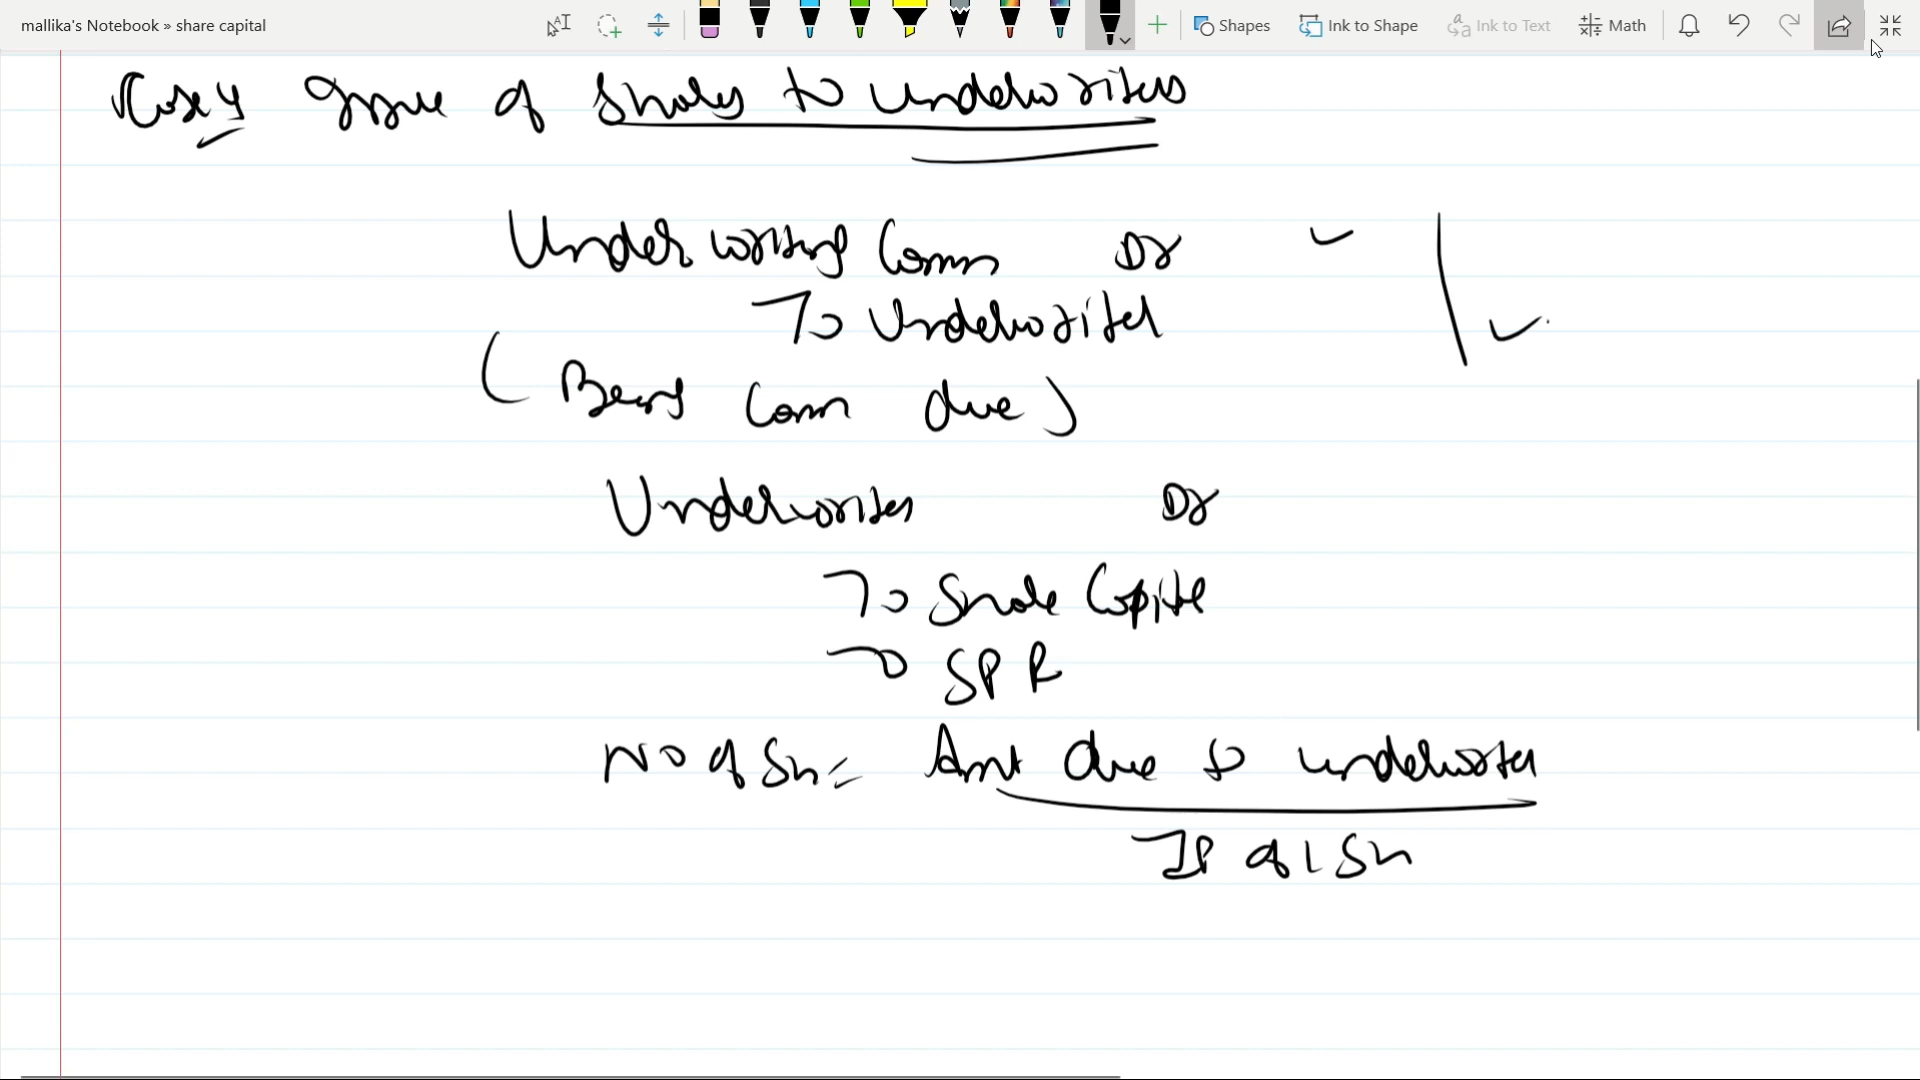 mallika's Notebook » share capital
Shapes Ink to Shape Ink to Text Math
Case 4 Issue of Shares to Underwriters
Underwriting Comm Dr
To Underwriter
(Being Comm due)
Underwriter Dr
To Share Capital
To SPR
No of Sh = Amt due to underwriter
IP of 1 Sh